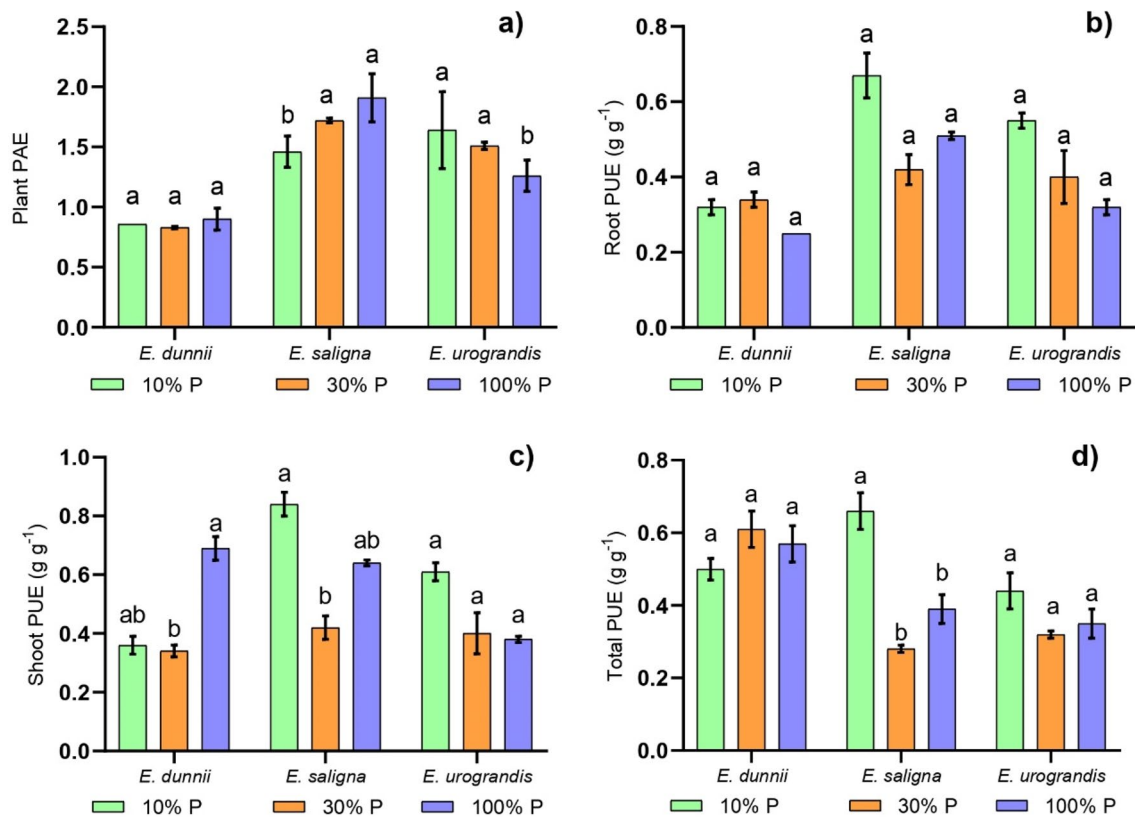 a)
Plant PAE
2.5
2.0
1.5
1.0
0.5
0.0
a a a
b a a
a a b
E. dunnii E. saligna E. urograndis
10% P 30% P 100% P
b)
Root PUE (g g⁻¹)
0.8
0.6
0.4
0.2
0.0
a a a
a a a
a a a
E. dunnii E. saligna E. urograndis
10% P 30% P 100% P
c)
Shoot PUE (g g⁻¹)
1.0
0.8
0.6
0.4
0.2
0.0
ab b a
a b ab
a a a
E. dunnii E. saligna E. urograndis
10% P 30% P 100% P
d)
Total PUE (g g⁻¹)
0.8
0.6
0.4
0.2
0.0
a a a
a b b
a a a
E. dunnii E. saligna E. urograndis
10% P 30% P 100% P